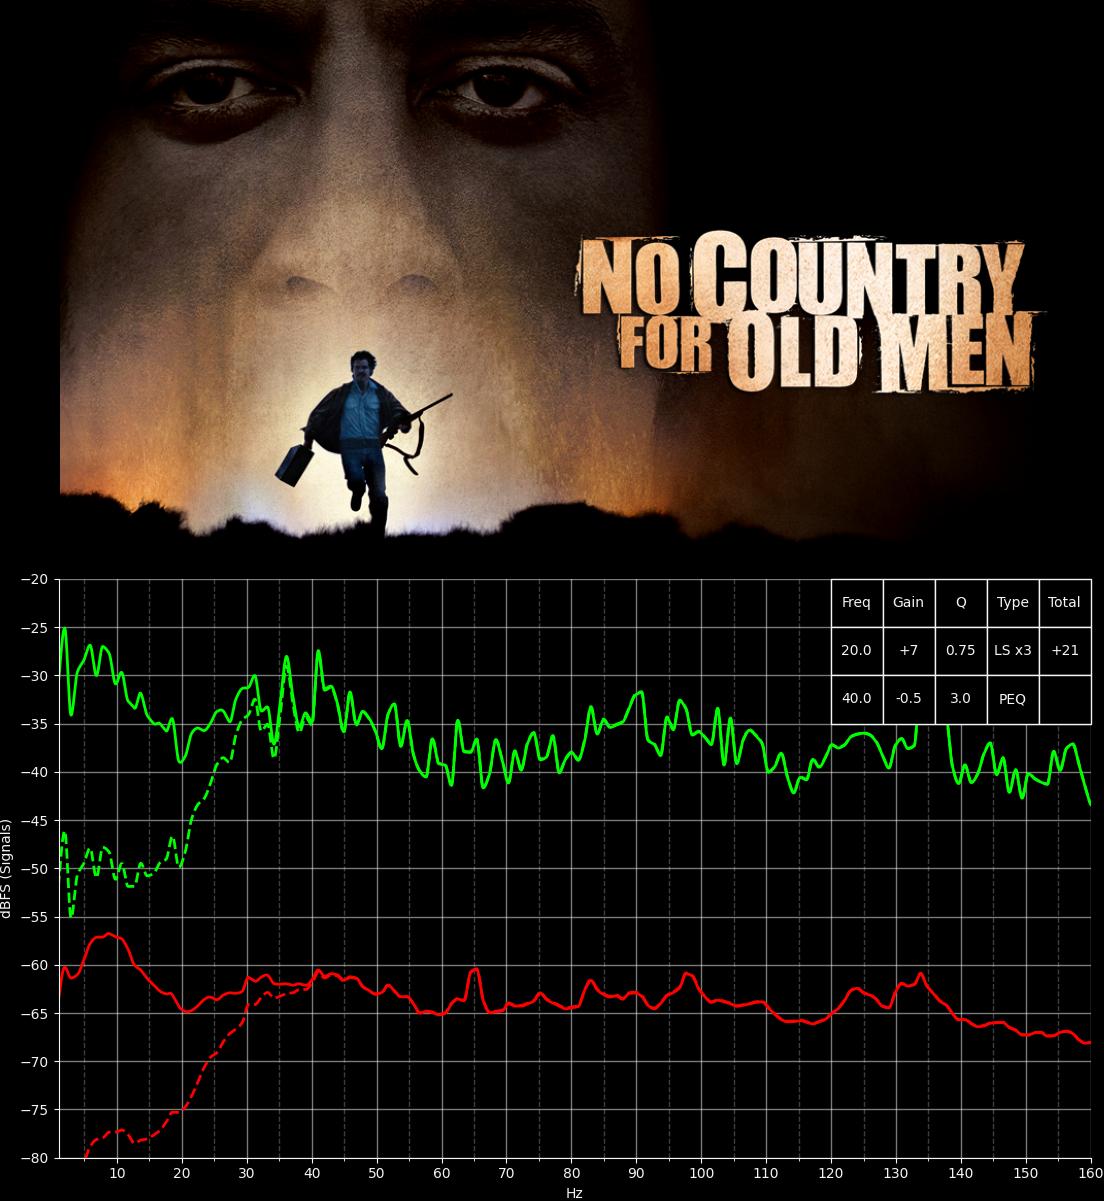 NO COUNTRY
FOR OLD MEN
Freq Gain Q Type Total
20.0 +7 0.75 LS x3 +21
40.0 -0.5 3.0 PEQ
−20
−25
−30
−35
−40
−45
−50
−55
−60
−65
−70
−75
−80
dBFS (Signals)
10 20 30 40 50 60 70 80 90 100 110 120 130 140 150 160
Hz